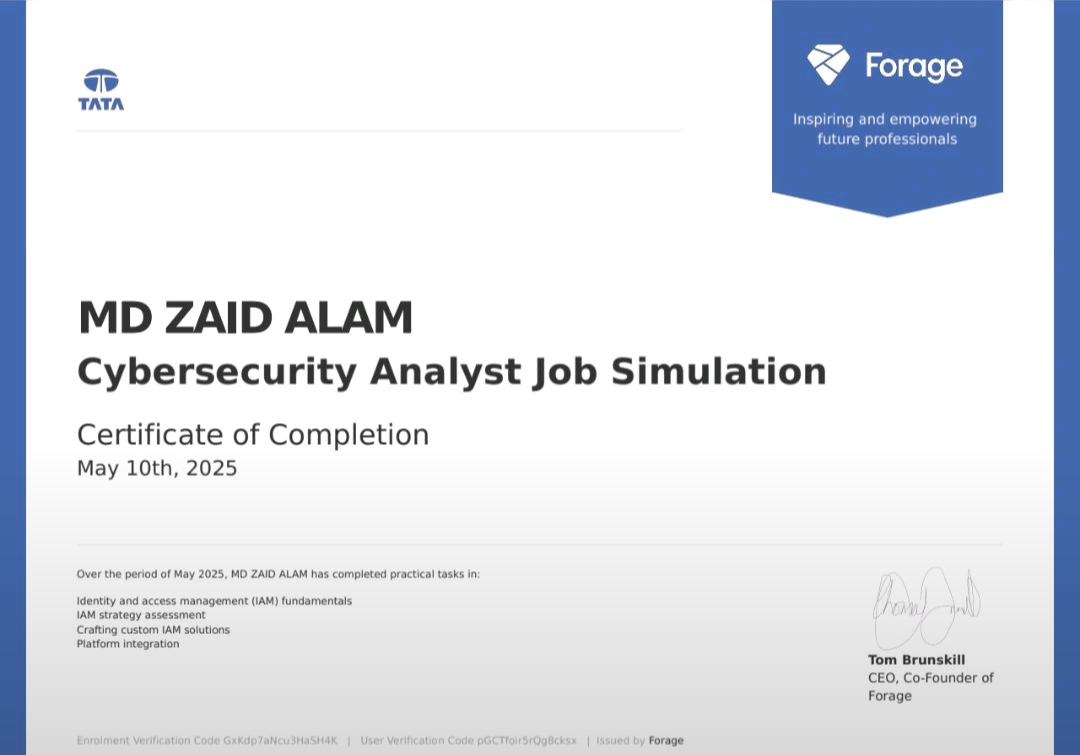 TATA
Forage
Inspiring and empowering
future professionals
MD ZAID ALAM
Cybersecurity Analyst Job Simulation
Certificate of Completion
May 10th, 2025
Over the period of May 2025, MD ZAID ALAM has completed practical tasks in:
Identity and access management (IAM) fundamentals
IAM strategy assessment
Crafting custom IAM solutions
Platform integration
Tom Brunskill
CEO, Co-Founder of
Forage
Enrolment Verification Code GxKdp7aNcu3HaSH4K | User Verification Code pGCTfoir5rQg8cksx | Issued by Forage